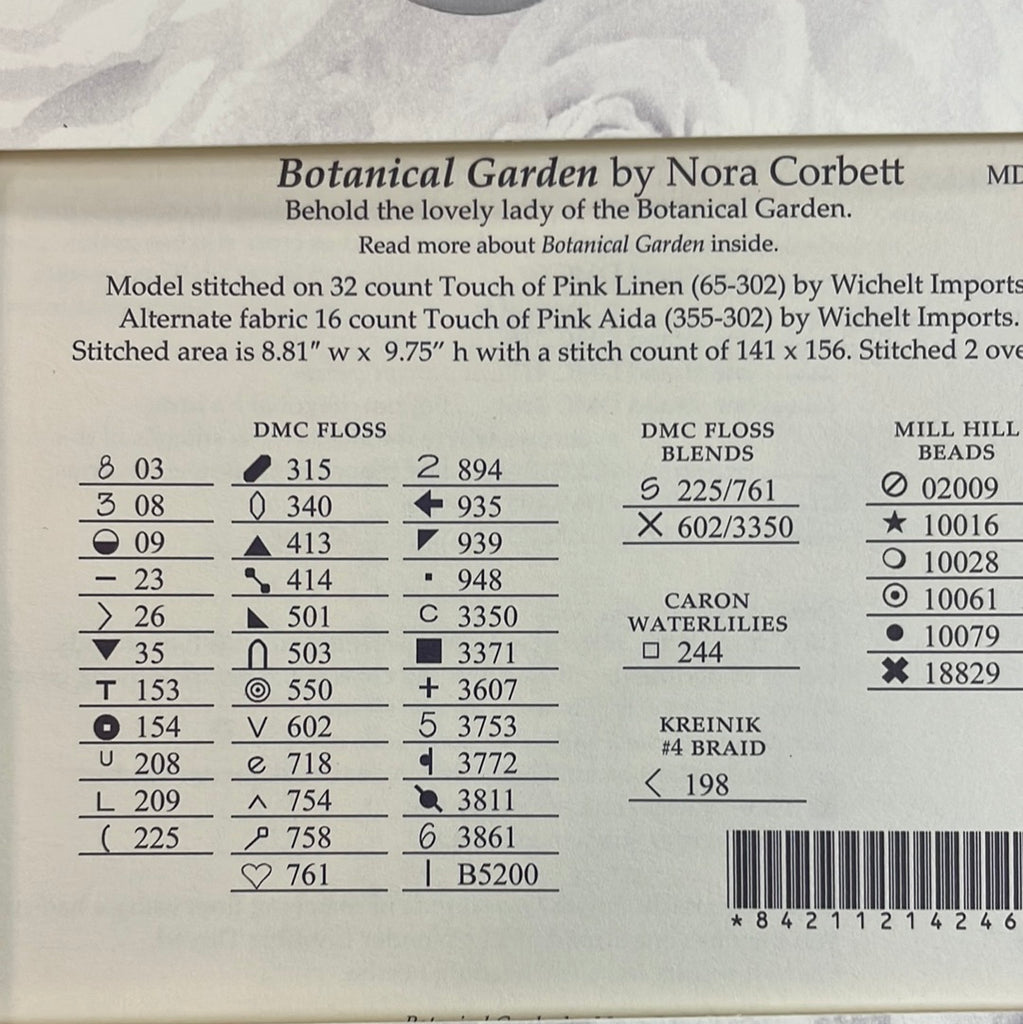 Botanical Garden by Nora Corbett MD
Behold the lovely lady of the Botanical Garden.
Read more about Botanical Garden inside.
Model stitched on 32 count Touch of Pink Linen (65-302) by Wichelt Imports
Alternate fabric 16 count Touch of Pink Aida (355-302) by Wichelt Imports.
Stitched area is 8.81" w x 9.75" h with a stitch count of 141 x 156. Stitched 2 ove
DMC FLOSS
8 03
3 08
09
— 23
> 26
▼ 35
T 153
154
U 208
L 209
( 225
315
340
▲ 413
414
501
503
◎ 550
V 602
e 718
^ 754
758
♡ 761
2 894
← 935
◤ 939
▪ 948
C 3350
■ 3371
+ 3607
5 3753
3772
3811
6 3861
| B5200
DMC FLOSS
BLENDS
S 225/761
X 602/3350
CARON
WATERLILIES
□ 244
KREINIK
#4 BRAID
< 198
MILL HILL
BEADS
⊘ 02009
★ 10016
❍ 10028
⊙ 10061
● 10079
✖ 18829
*84211214246